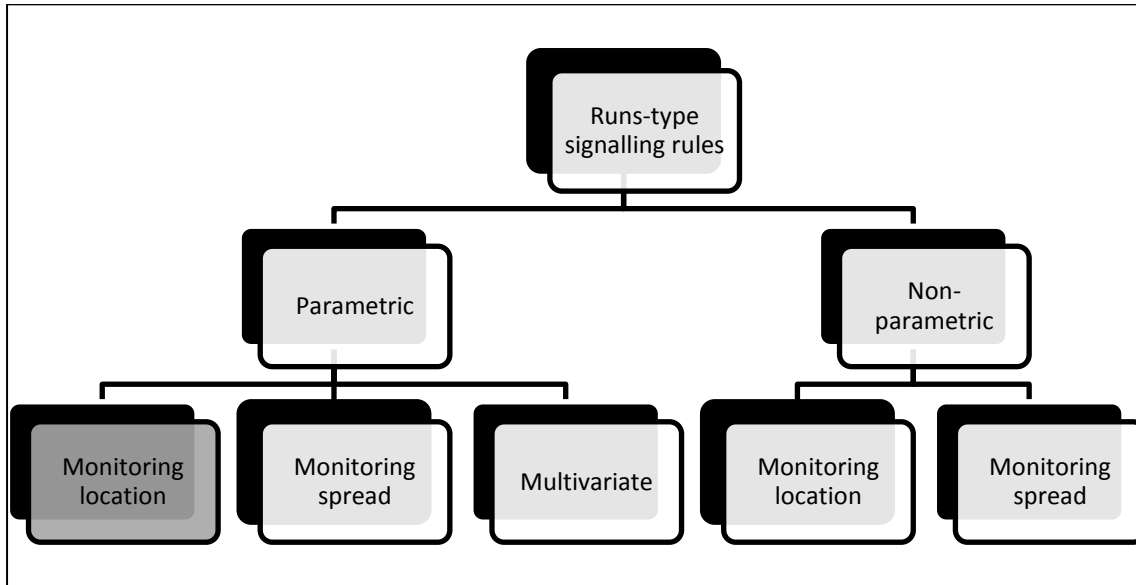 Runs-type
signalling rules
Parametric
Non-
parametric
Monitoring
location
Monitoring
spread
Multivariate
Monitoring
location
Monitoring
spread